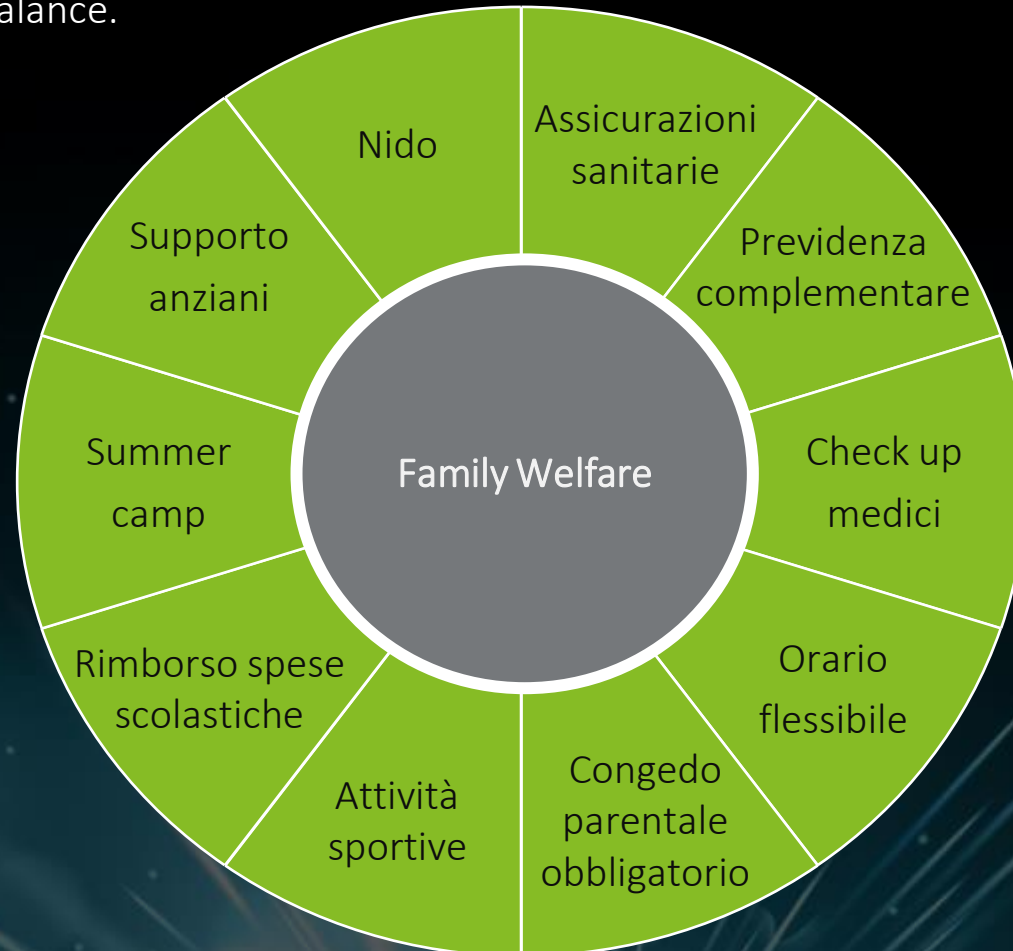 alance.
Nido
Assicurazioni
sanitarie
Previdenza
complementare
Check up
medici
Orario
flessibile
Congedo
parentale
obbligatorio
Attività
sportive
Rimborso spese
scolastiche
Summer
camp
Supporto
anziani
Family Welfare